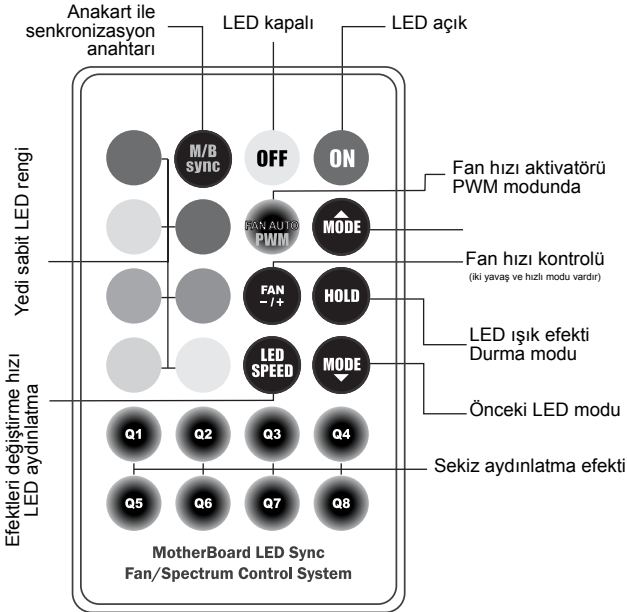 Anakart ile
senkronizasyon
anahtarı
LED kapalı
LED açık
M/B
sync
OFF
ON
Yedi sabit LED rengi
FAN AUTO
PWM
MODE
Fan hızı aktivatörü
PWM modunda
FAN
- / +
HOLD
Fan hızı kontrolü
(iki yavaş ve hızlı modu vardır)
LED ışık efekti
Durma modu
LED
SPEED
MODE
Önceki LED modu
Efektleri değiştirme hızı
LED aydınlatma
Q1 Q2 Q3 Q4
Sekiz aydınlatma efekti
Q5 Q6 Q7 Q8
MotherBoard LED Sync
Fan/Spectrum Control System